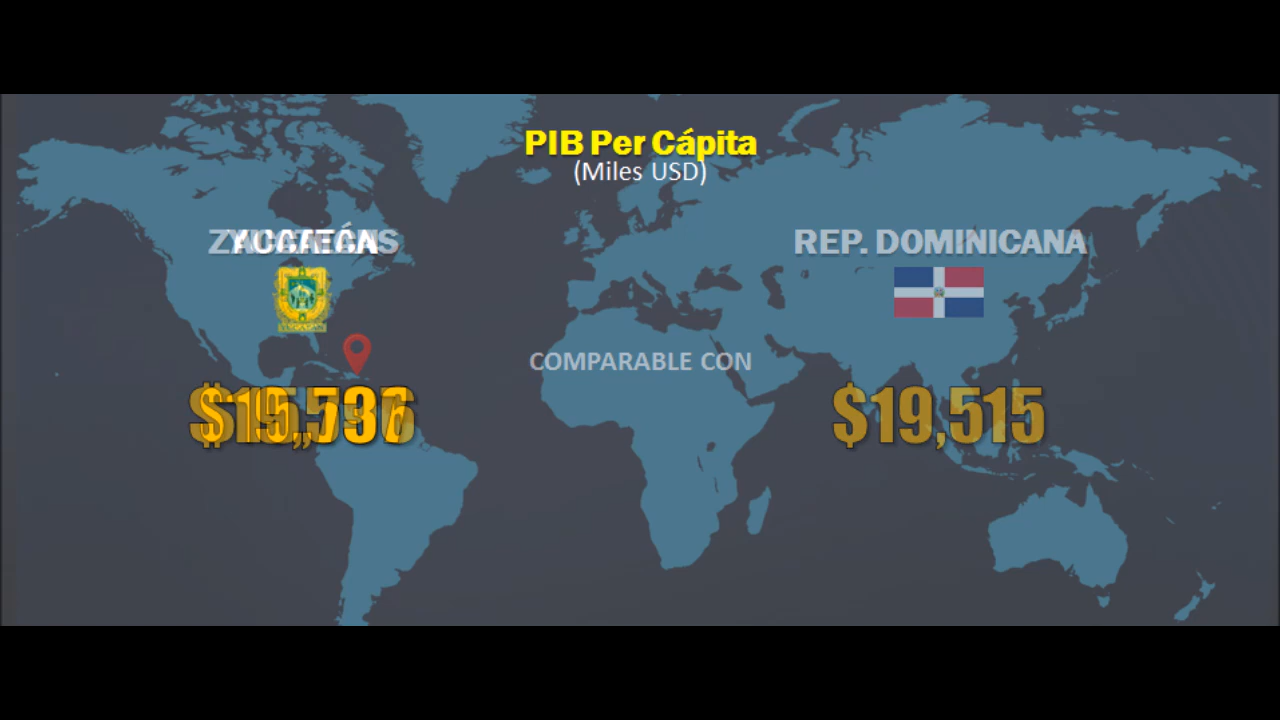 PIB Per Cápita
(Miles USD)
REP. DOMINICANA
COMPARABLE CON
$19,515